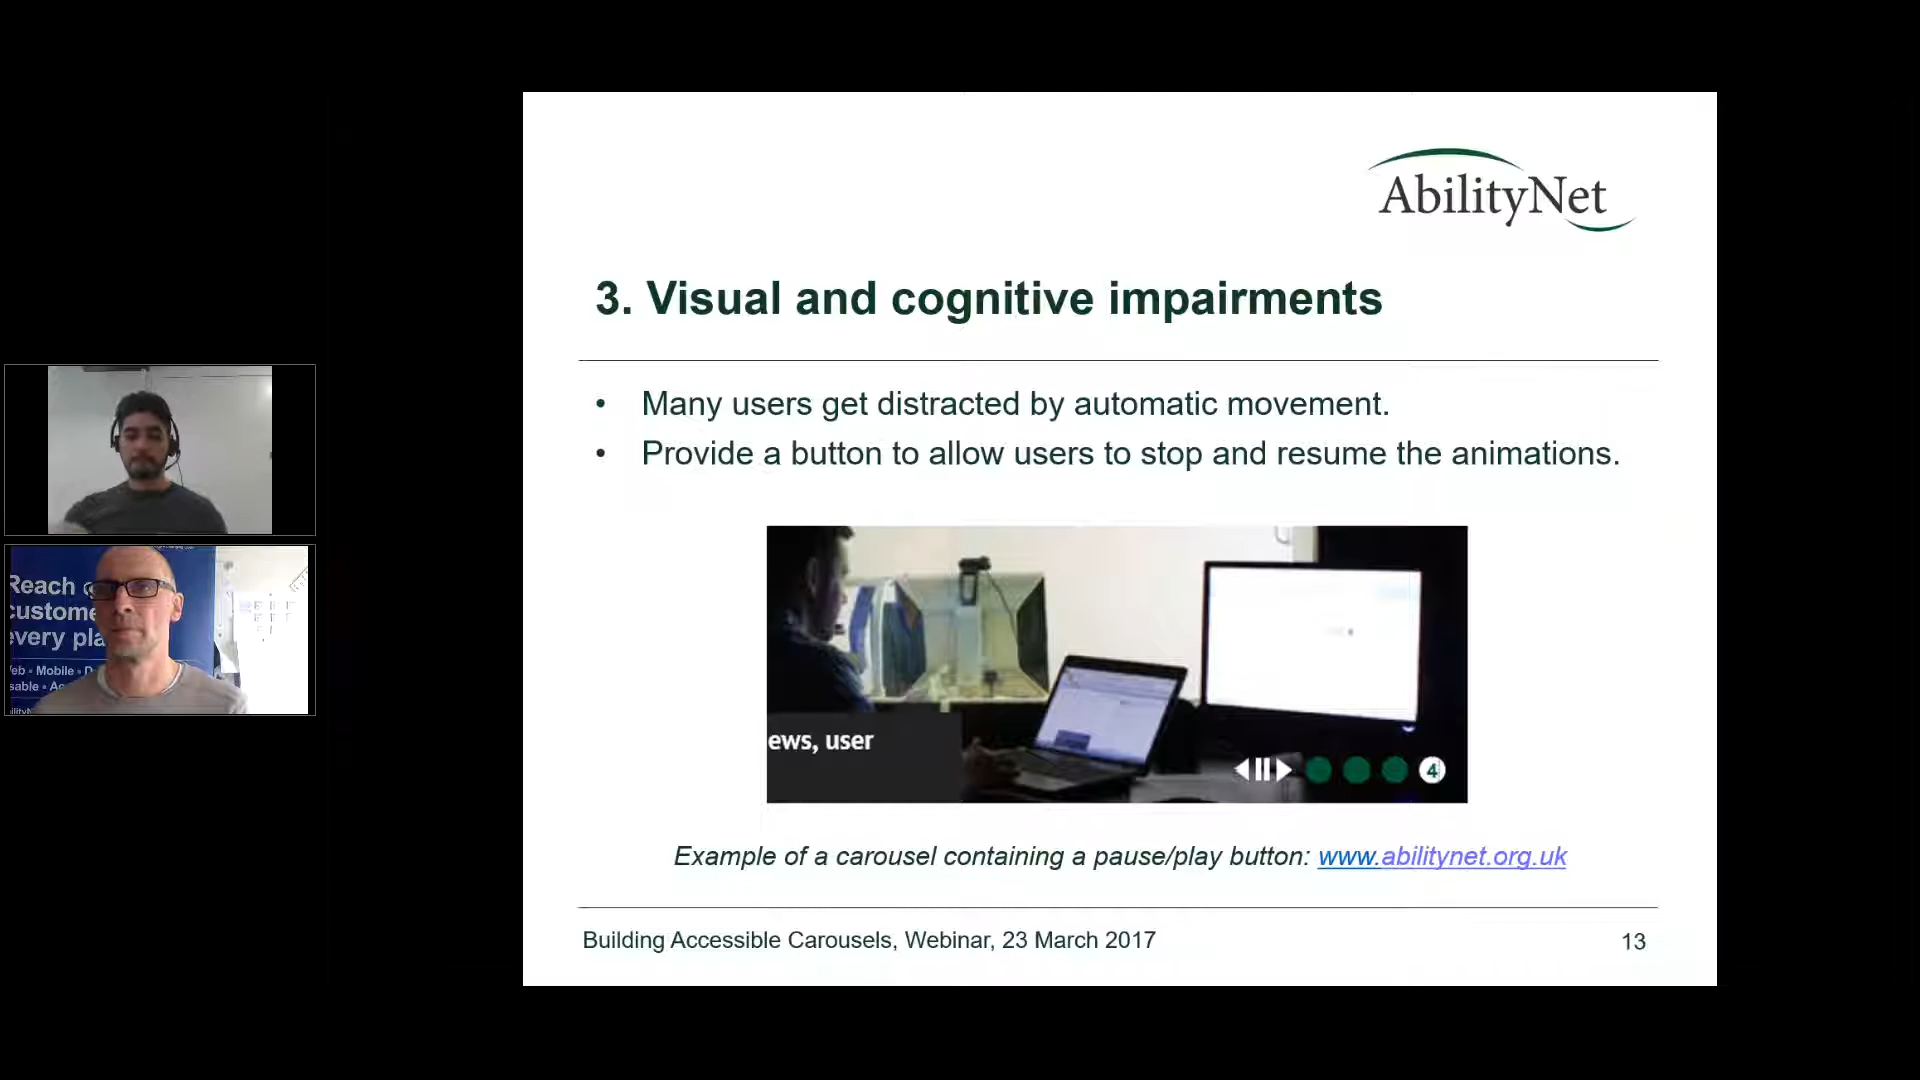 AbilityNet
3. Visual and cognitive impairments
• Many users get distracted by automatic movement.
• Provide a button to allow users to stop and resume the animations.
ews, user
4
Example of a carousel containing a pause/play button: www.abilitynet.org.uk
Building Accessible Carousels, Webinar, 23 March 2017
13
Reach
custome
every pla
eb • Mobile • D
sable • Ac